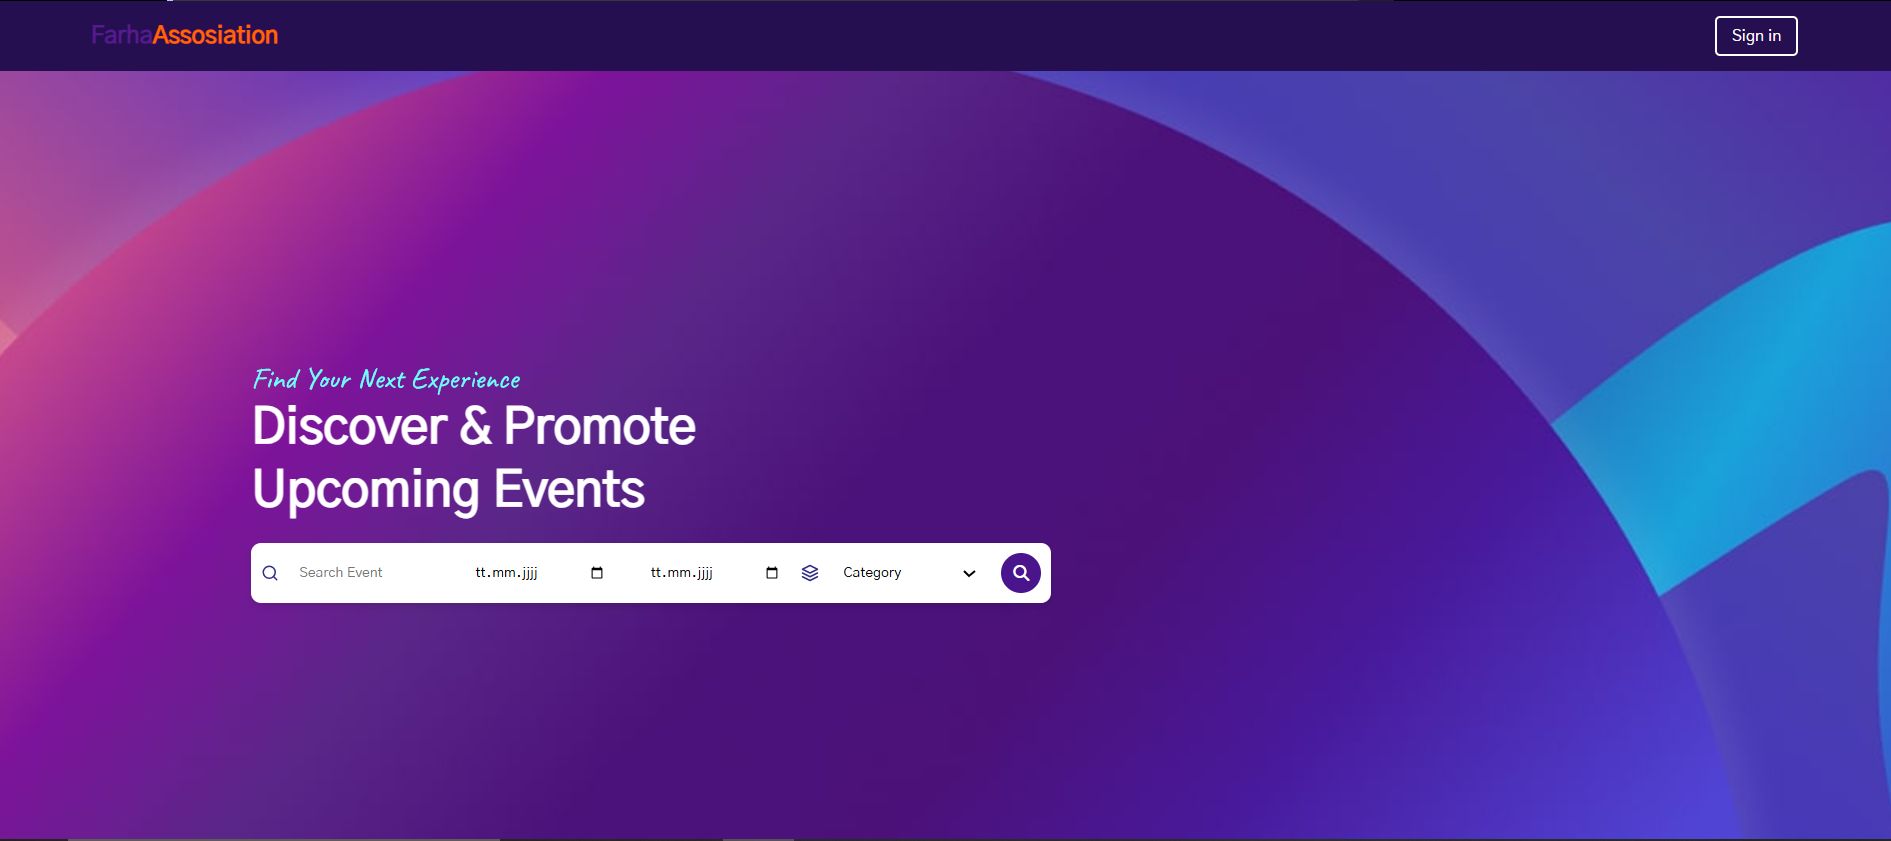 FarhaAssosiation
Sign in
Find Your Next Experience
Discover & Promote
Upcoming Events
Search Event tt.mm.jjjj tt.mm.jjjj Category